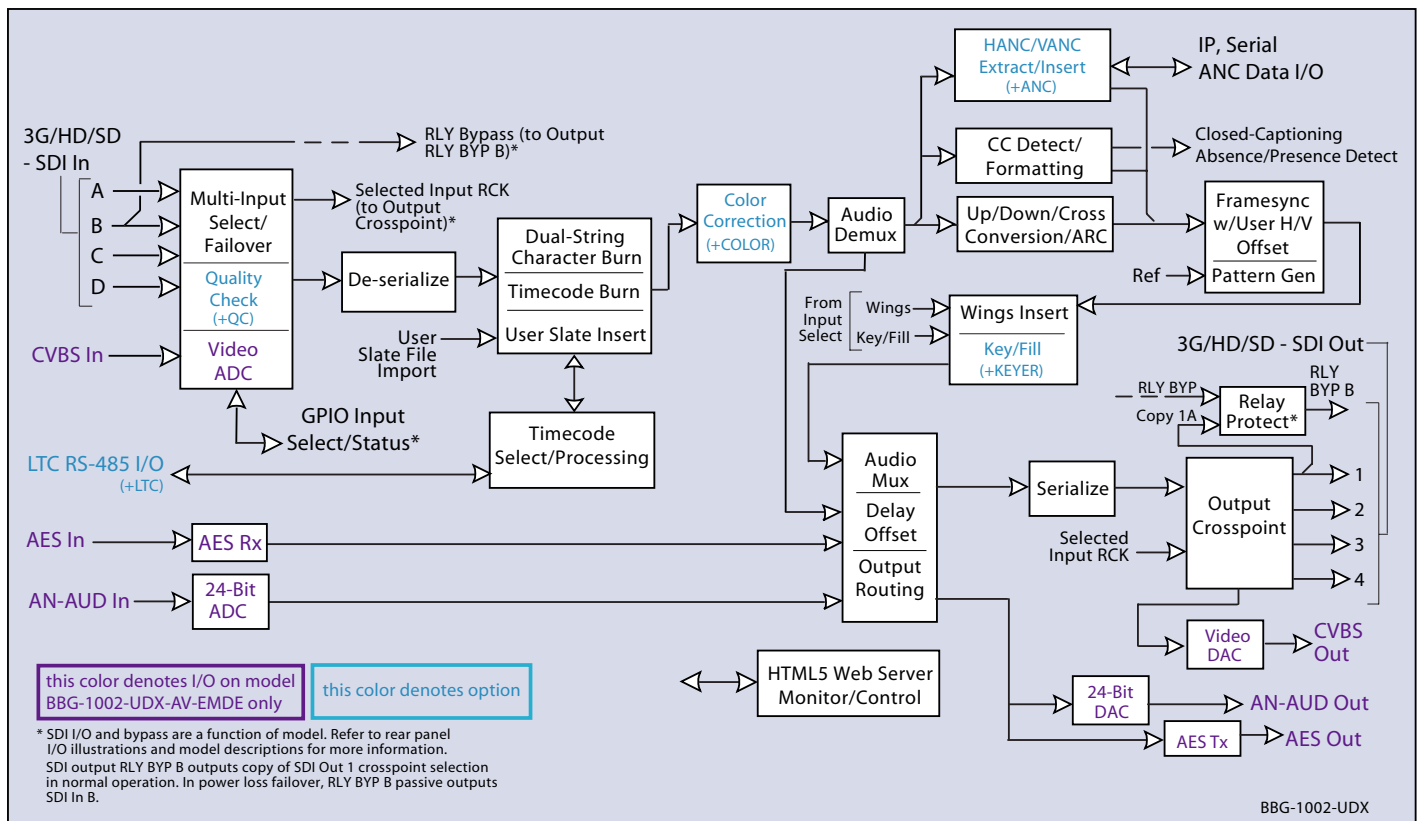 3G/HD/SD
- SDI In
A
B
C
D
CVBS In
RLY Bypass (to Output
RLY BYP B)*
Multi-Input
Select/
Failover
Quality
Check
(+QC)
Video
ADC
Selected Input RCK
(to Output
Crosspoint)*
GPIO Input
Select/Status*
De-serialize
User
Slate File
Import
Dual-String
Character Burn
Timecode Burn
User Slate Insert
Timecode
Select/Processing
LTC RS-485 I/O
(+LTC)
Color
Correction
(+COLOR)
Audio
Demux
HANC/VANC
Extract/Insert
(+ANC)
IP, Serial
ANC Data I/O
CC Detect/
Formatting
Closed-Captioning
Absence/Presence Detect
Up/Down/Cross
Conversion/ARC
Framesync
w/User H/V
Offset
Pattern Gen
Ref
From
Input
Select
Wings
Key/Fill
Wings Insert
Key/Fill
(+KEYER)
3G/HD/SD - SDI Out
RLY BYP
Copy 1A
Relay
Protect*
RLY
BYP B
AES In
AES Rx
AN-AUD In
24-Bit
ADC
Audio
Mux
Delay
Offset
Output
Routing
Serialize
Selected
Input RCK
Output
Crosspoint
1
2
3
4
Video
DAC
CVBS
Out
24-Bit
DAC
AN-AUD Out
AES Tx
AES Out
HTML5 Web Server
Monitor/Control
this color denotes I/O on model
BBG-1002-UDX-AV-EMDE only
this color denotes option
* SDI I/O and bypass are a function of model. Refer to rear panel
I/O illustrations and model descriptions for more information.
SDI output RLY BYP B outputs copy of SDI Out 1 crosspoint selection
in normal operation. In power loss failover, RLY BYP B passive outputs
SDI In B.
BBG-1002-UDX